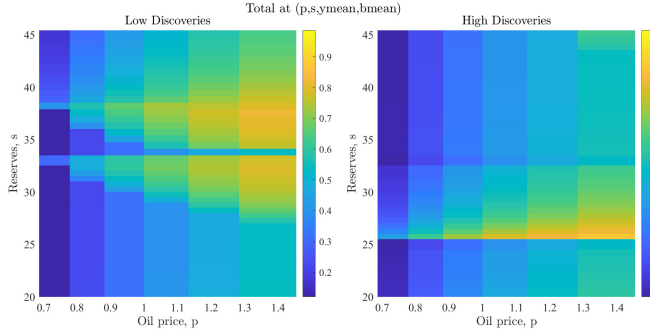 Total at (p,s,ymean,bmean)
Low Discoveries
High Discoveries
Reserves, s
45
40
35
30
25
20
0.7 0.8 0.9 1 1.1 1.2 1.3 1.4
Oil price, p
0.9
0.8
0.7
0.6
0.5
0.4
0.3
0.2
Reserves, s
45
40
35
30
25
20
0.7 0.8 0.9 1 1.1 1.2 1.3 1.4
Oil price, p